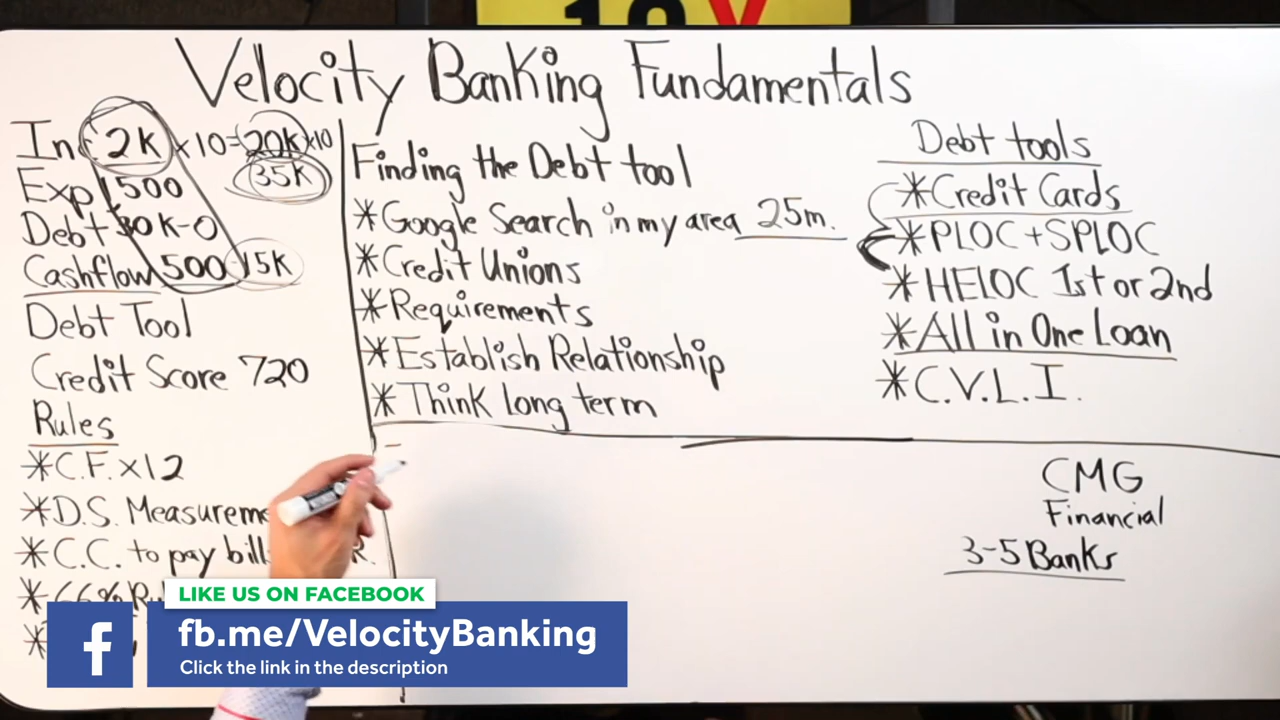 10X
Velocity Banking Fundamentals
Inc 2K x10=20K x10
35K
Exp 1500
Debt 30K-0
Cashflow 500 15K
Debt Tool
Credit Score 720
Rules
*C.F.x12
*D.S.
*C.C. to pay R.
*66%
Finding the Debt tool
*Google Search in my area 25m.
*Credit Unions
*Requirements
*Establish Relationship
*Think long term
Debt tools
*Credit Cards
*PLOC+SPLOC
*HELOC 1st or 2nd
*All in One Loan
*C.V.L.I.
CMG
Financial
3-5 Banks
LIKE US ON FACEBOOK
f
fb.me/VelocityBanking
Click the link in the description